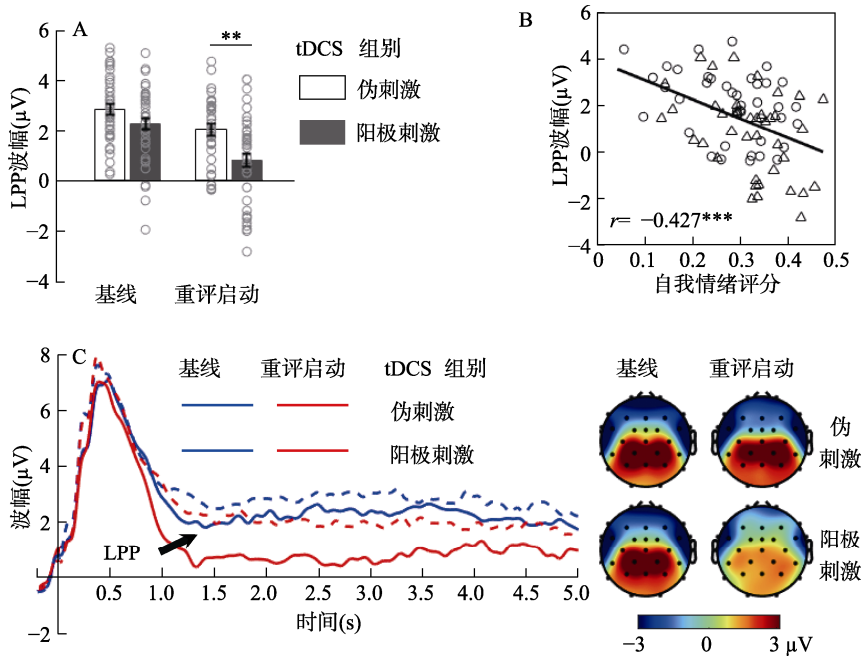 A
6
4
2
0
−2
−4
LPP波幅(μV)
**
基线
重评启动
tDCS 组别
伪刺激
阳极刺激
B
6
4
2
0
−2
−4
LPP波幅(μV)
r= −0.427***
0
0.1
0.2
0.3
0.4
0.5
自我情绪评分
C
8
6
4
2
0
−2
波幅(μV)
基线
重评启动
tDCS 组别
伪刺激
阳极刺激
LPP
0.5
1.0
1.5
2.0
2.5
3.0
3.5
4.0
4.5
5.0
时间(s)
基线
重评启动
伪
刺激
阳极
刺激
−3
0
3 μV